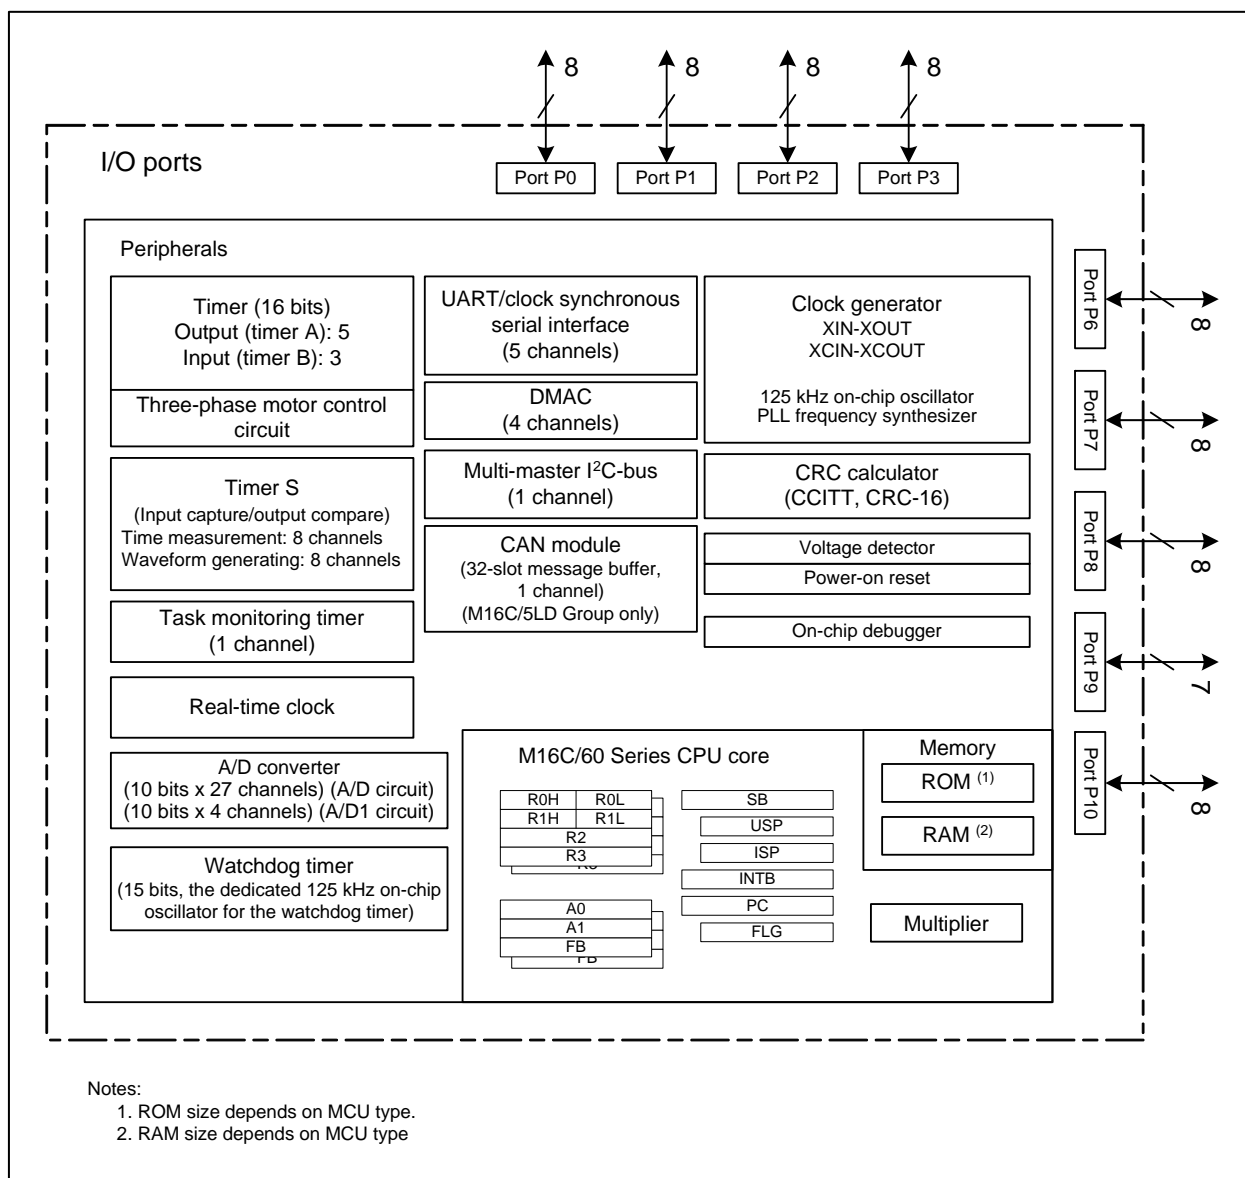 8
8
8
8
I/O ports
Port P0
Port P1
Port P2
Port P3
Peripherals
Timer (16 bits)
Output (timer A): 5
Input (timer B): 3
Three-phase motor control
circuit
Timer S
(Input capture/output compare)
Time measurement: 8 channels
Waveform generating: 8 channels
Task monitoring timer
(1 channel)
Real-time clock
A/D converter
(10 bits x 27 channels) (A/D circuit)
(10 bits x 4 channels) (A/D1 circuit)
Watchdog timer
(15 bits, the dedicated 125 kHz on-chip
oscillator for the watchdog timer)
UART/clock synchronous
serial interface
(5 channels)
DMAC
(4 channels)
Multi-master I²C-bus
(1 channel)
CAN module
(32-slot message buffer,
1 channel)
(M16C/5LD Group only)
Clock generator
XIN-XOUT
XCIN-XCOUT
125 kHz on-chip oscillator
PLL frequency synthesizer
CRC calculator
(CCITT, CRC-16)
Voltage detector
Power-on reset
On-chip debugger
M16C/60 Series CPU core
R0H R0L
R1H R1L
R2
R3
A0
A1
FB
FB
SB
USP
ISP
INTB
PC
FLG
Memory
ROM (1)
RAM (2)
Multiplier
Port P6
8
Port P7
8
Port P8
8
Port P9
7
Port P10
8
Notes:
1. ROM size depends on MCU type.
2. RAM size depends on MCU type